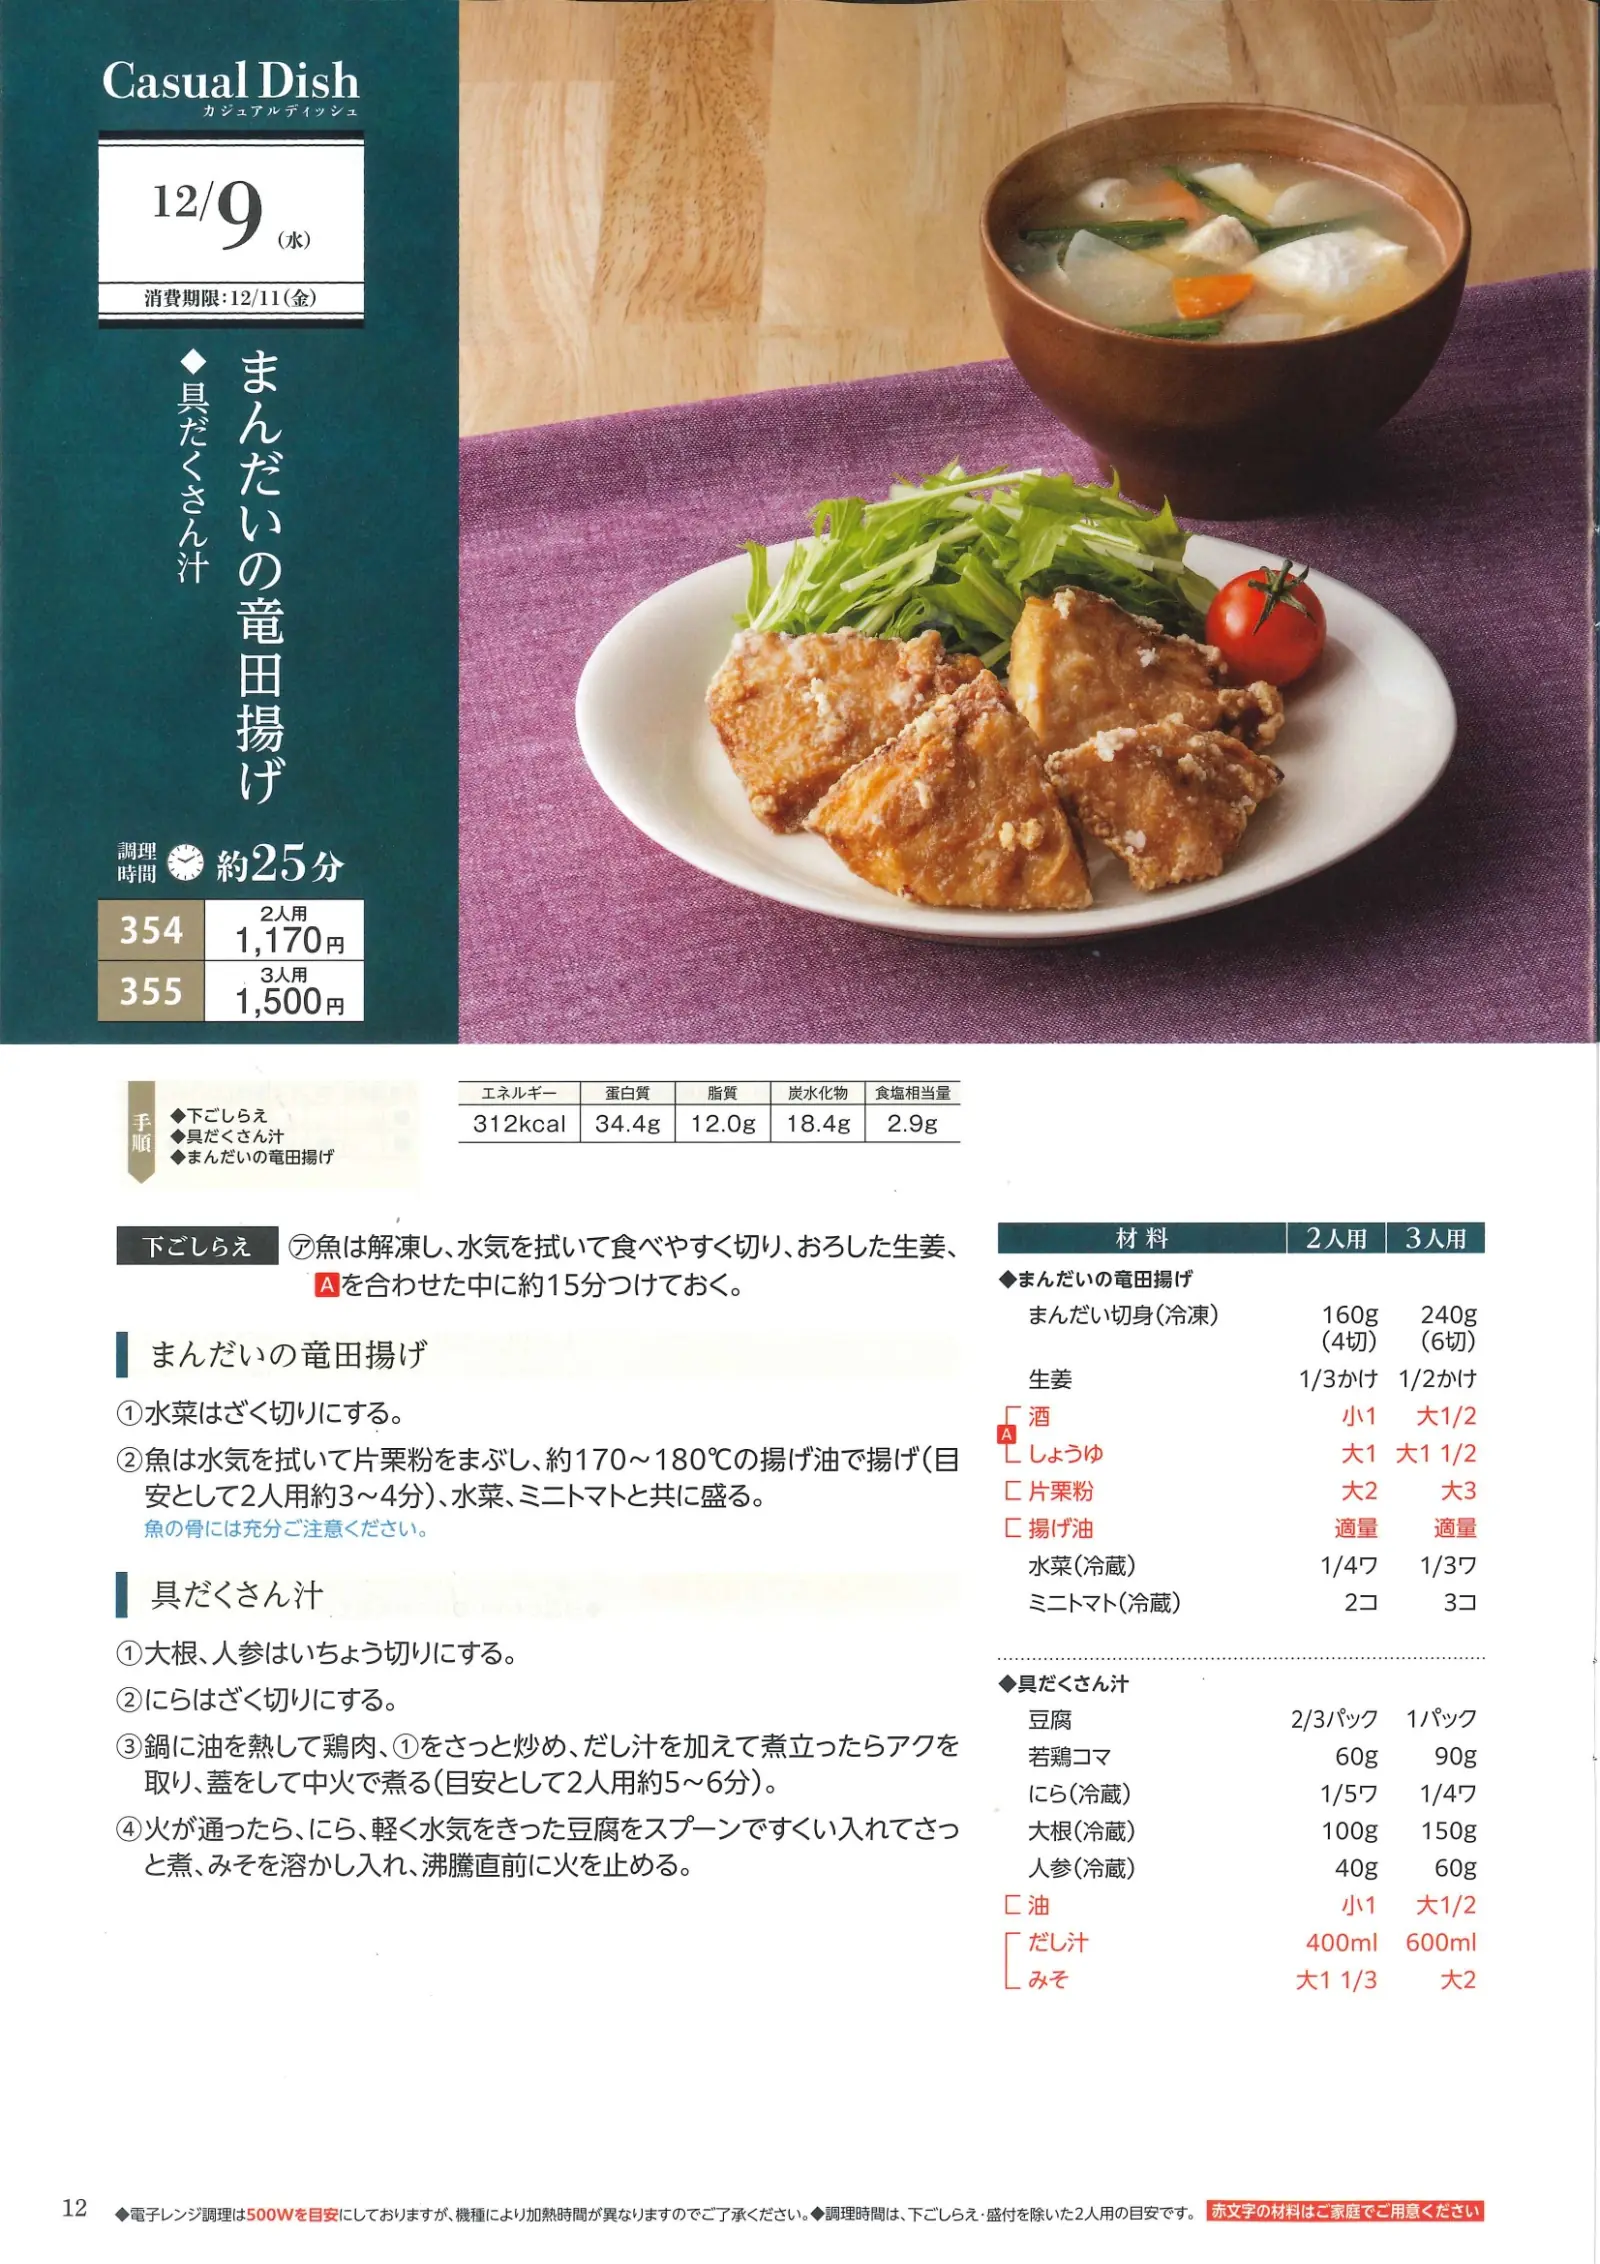 Casual Dish
カジュアルディッシュ
12/9(水)
消費期限:12/11(金)
まんだいの竜田揚げ
◆具だくさん汁
調理時間 約25分
354 2人用 1,170円
355 3人用 1,500円
手順
◆下ごしらえ
◆具だくさん汁
◆まんだいの竜田揚げ
エネルギー 蛋白質 脂質 炭水化物 食塩相当量
312kcal 34.4g 12.0g 18.4g 2.9g
下ごしらえ ㋐魚は解凍し、水気を拭いて食べやすく切り、おろした生姜、
Aを合わせた中に約15分つけておく。
まんだいの竜田揚げ
①水菜はざく切りにする。
②魚は水気を拭いて片栗粉をまぶし、約170～180℃の揚げ油で揚げ(目
安として2人用約3～4分)、水菜、ミニトマトと共に盛る。
魚の骨には充分ご注意ください。
具だくさん汁
①大根、人参はいちょう切りにする。
②にらはざく切りにする。
③鍋に油を熱して鶏肉、①をさっと炒め、だし汁を加えて煮立ったらアクを
取り、蓋をして中火で煮る(目安として2人用約5～6分)。
④火が通ったら、にら、軽く水気をきった豆腐をスプーンですくい入れてさっ
と煮、みそを溶かし入れ、沸騰直前に火を止める。
材料 2人用 3人用
◆まんだいの竜田揚げ
まんだい切身(冷凍) 160g 240g
(4切) (6切)
生姜 1/3かけ 1/2かけ
A
酒 小1 大1/2
しょうゆ 大1 大1 1/2
片栗粉 大2 大3
揚げ油 適量 適量
水菜(冷蔵) 1/4ワ 1/3ワ
ミニトマト(冷蔵) 2コ 3コ
◆具だくさん汁
豆腐 2/3パック 1パック
若鶏コマ 60g 90g
にら(冷蔵) 1/5ワ 1/4ワ
大根(冷蔵) 100g 150g
人参(冷蔵) 40g 60g
油 小1 大1/2
だし汁 400ml 600ml
みそ 大1 1/3 大2
12 ◆電子レンジ調理は500Wを目安にしておりますが、機種により加熱時間が異なりますのでご了承ください。◆調理時間は、下ごしらえ・盛付を除いた2人用の目安です。 赤文字の材料はご家庭でご用意ください